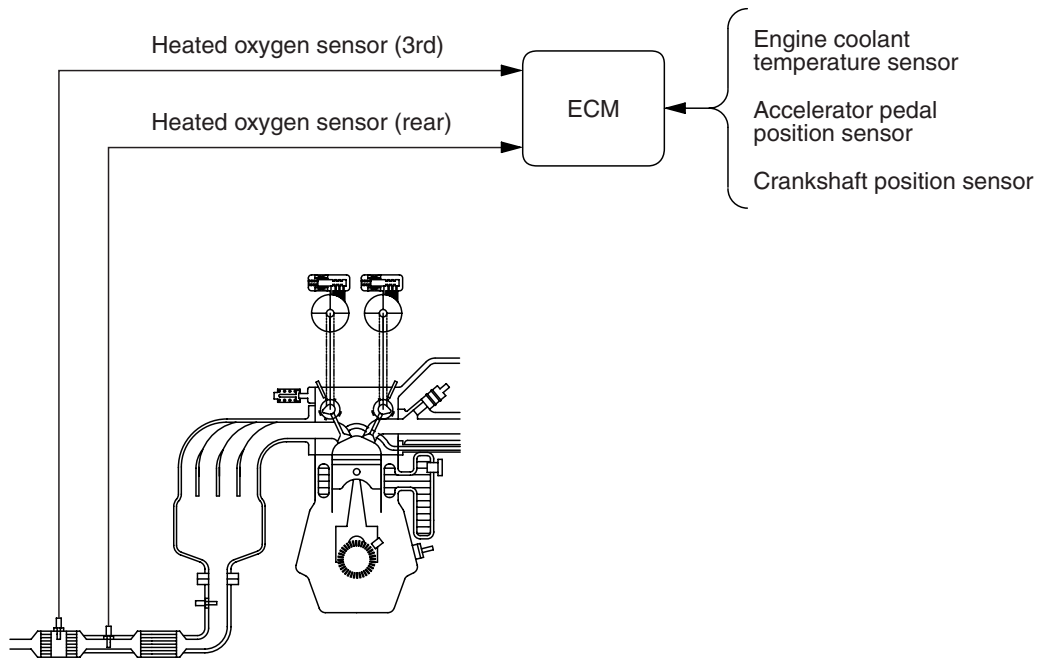 Heated oxygen sensor (3rd)
Heated oxygen sensor (rear)
ECM
Engine coolant
temperature sensor
Accelerator pedal
position sensor
Crankshaft position sensor